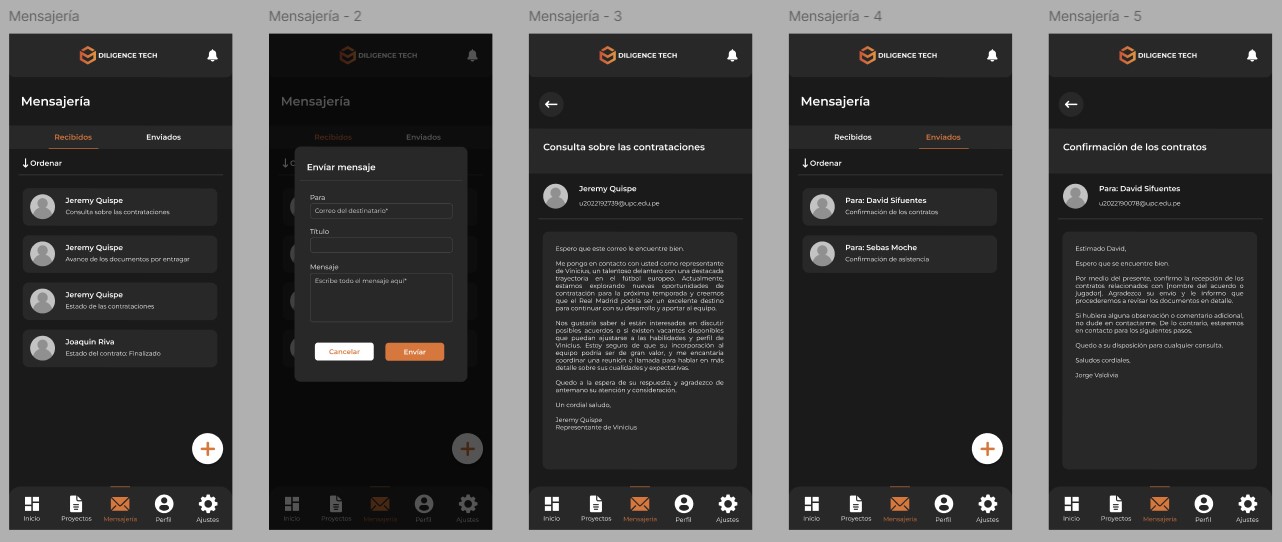 Mensajería
DILIGENCE TECH
Mensajería
Recibidos
Enviados
↓ Ordenar
Jeremy Quispe
Consulta sobre las contrataciones
Jeremy Quispe
Avance de los documentos por entregar
Jeremy Quispe
Estado de las contrataciones
Joaquin Riva
Estado del contrato: Finalizado
+
Inicio
Proyectos
Mensajería
Perfil
Ajustes
Mensajería - 2
DILIGENCE TECH
Mensajería
Recibidos
Enviados
Envíar mensaje
Para
Correo del destinatario*
Título
Mensaje
Escribe todo el mensaje aquí*
Cancelar
Enviar
+
Inicio
Proyectos
Mensajería
Perfil
Ajustes
Mensajería - 3
DILIGENCE TECH
Consulta sobre las contrataciones
Jeremy Quispe
u2022192739@upc.edu.pe
Espero que este correo le encuentre bien.
Me pongo en contacto con usted como representante
de Vinicius, un talentoso delantero con una destacada
trayectoria en el fútbol europeo. Actualmente,
estamos explorando nuevas oportunidades de
contratación para la próxima temporada y creemos
que el Real Madrid podría ser un excelente destino
para continuar con su desarrollo y aportar al equipo.
Nos gustaría saber si están interesados en discutir
posibles acuerdos o si existen vacantes disponibles
que puedan ajustarse a las habilidades y perfil de
Vinicius. Estoy seguro de que su incorporación al
equipo podría ser de gran valor, y me encantaría
coordinar una reunión o llamada para hablar en más
detalle sobre sus cualidades y expectativas.
Quedo a la espera de su respuesta, y agradezco de
antemano su atención y consideración.
Un cordial saludo,
Jeremy Quispe
Representante de Vinicius
Inicio
Proyectos
Mensajería
Perfil
Ajustes
Mensajería - 4
DILIGENCE TECH
Mensajería
Recibidos
Enviados
↓ Ordenar
Para: David Sifuentes
Confirmación de los contratos
Para: Sebas Moche
Confirmación de asistencia
+
Inicio
Proyectos
Mensajería
Perfil
Ajustes
Mensajería - 5
DILIGENCE TECH
Confirmación de los contratos
Para: David Sifuentes
u2022190078@upc.edu.pe
Estimado David,
Espero que se encuentre bien.
Por medio del presente, confirmo la recepción de los
contratos relacionados con [nombre del acuerdo o
jugador]. Agradezco su envío y le informo que
procederemos a revisar los documentos en detalle.
Si hubiera alguna observación o comentario adicional,
no dude en contactarme. De lo contrario, estaremos
en contacto para los siguientes pasos.
Quedo a su disposición para cualquier consulta.
Saludos cordiales,
Jorge Valdivia
Inicio
Proyectos
Mensajería
Perfil
Ajustes